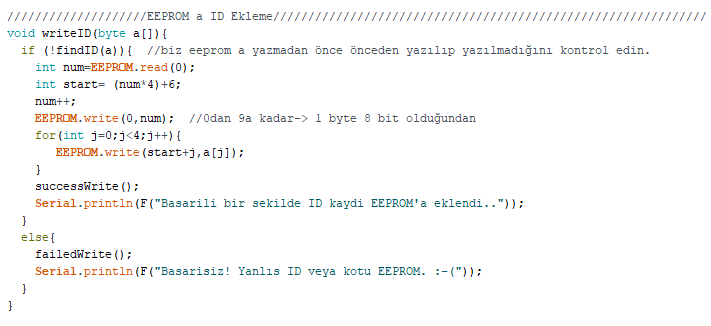 ////////////////////EEPROM a ID Ekleme//////////////////////////////////////////////////////////////
void writeID(byte a[]){
  if (!findID(a)){  //biz eeprom a yazmadan önce önceden yazılıp yazılmadığını kontrol edin.
    int num=EEPROM.read(0);
    int start= (num*4)+6;
    num++;
    EEPROM.write(0,num);  //0dan 9a kadar-> 1 byte 8 bit olduğundan
    for(int j=0;j<4;j++){
       EEPROM.write(start+j,a[j]);
    }
    successWrite();
    Serial.println(F("Basarili bir sekilde ID kaydi EEPROM'a eklendi.."));
  }
  else{
    failedWrite();
    Serial.println(F("Basarisiz! Yanlis ID veya kotu EEPROM. :-("));
  }
}